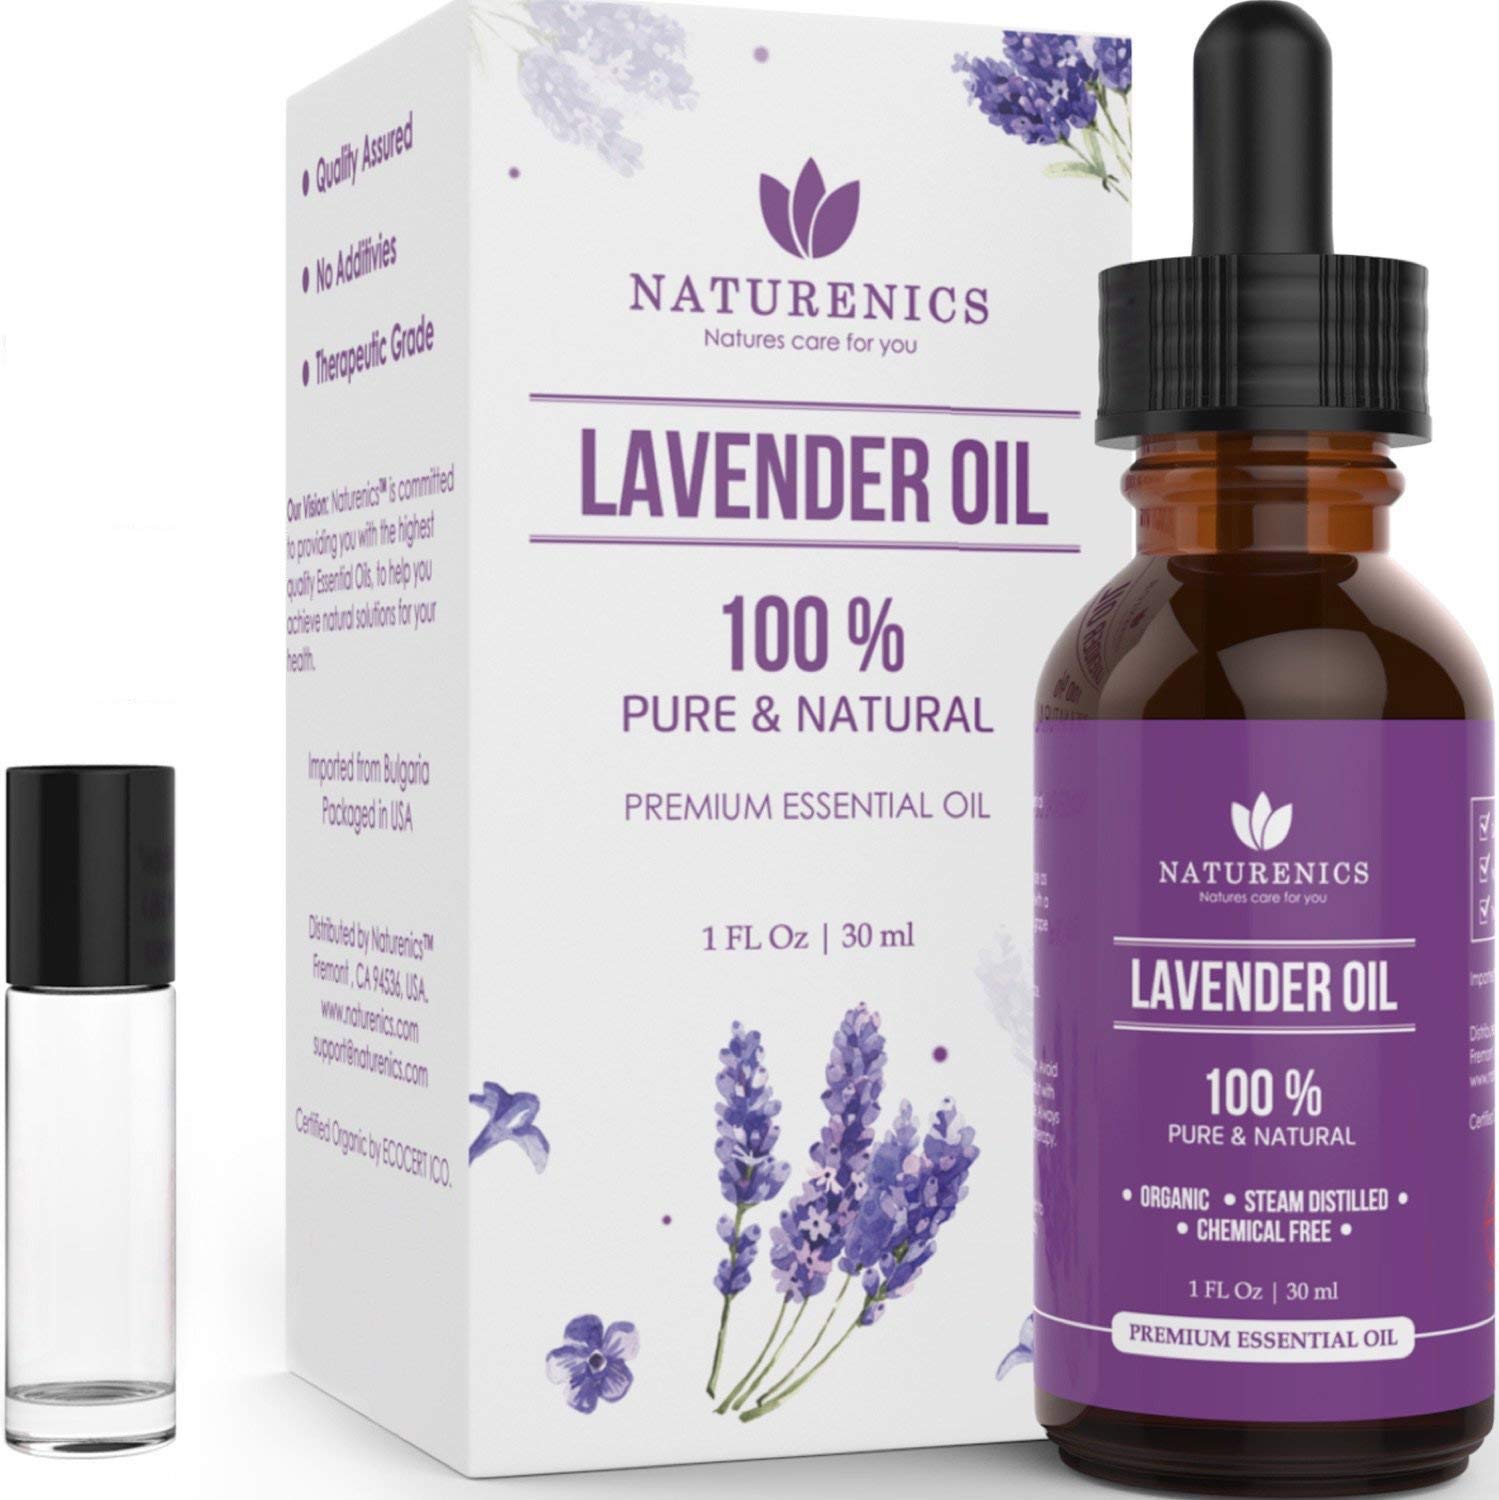 • Quality Assured
• No Additivies
• Therapeutic Grade
Our Vision: Naturenics™ is committed
to providing you with the highest
quality Essential Oils, to help you
achieve natural solutions for your
health.
Imported from Bulgaria
Packaged in USA
Distributed by Naturenics™
Fremont , CA 94536, USA.
www.naturenics.com
support@naturenics.com
Certified Organic by ECOCERT ICO.
NATURENICS
Natures care for you
LAVENDER OIL
100 %
PURE & NATURAL
PREMIUM ESSENTIAL OIL
1 FL Oz | 30 ml
NATURENICS
Natures care for you
LAVENDER OIL
100 %
PURE & NATURAL
• ORGANIC • STEAM DISTILLED •
• CHEMICAL FREE •
1 FL Oz | 30 ml
PREMIUM ESSENTIAL OIL